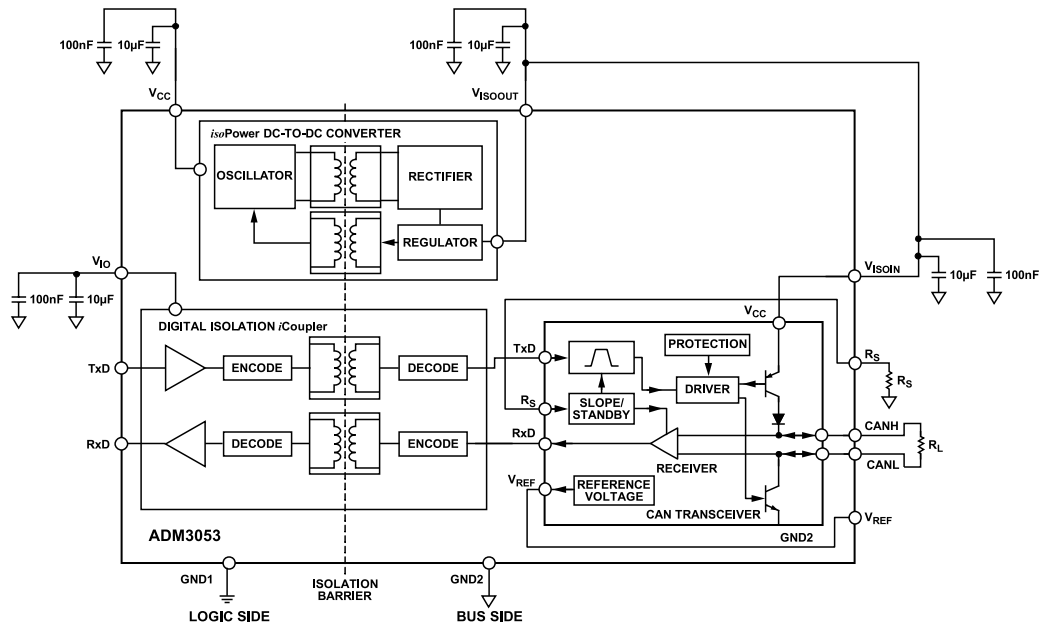 100nF
10µF
100nF
10µF
VCC
VISOOUT
isoPower DC-TO-DC CONVERTER
OSCILLATOR
RECTIFIER
REGULATOR
VIO
100nF
10µF
VISOIN
10µF
100nF
DIGITAL ISOLATION iCoupler
VCC
TxD
ENCODE
DECODE
TxD
PROTECTION
DRIVER
RS
RS
RS
SLOPE/
STANDBY
RxD
DECODE
ENCODE
RxD
RECEIVER
CANH
RL
CANL
VREF
REFERENCE
VOLTAGE
CAN TRANSCEIVER
GND2
VREF
ADM3053
GND1
ISOLATION
BARRIER
GND2
LOGIC SIDE
BUS SIDE